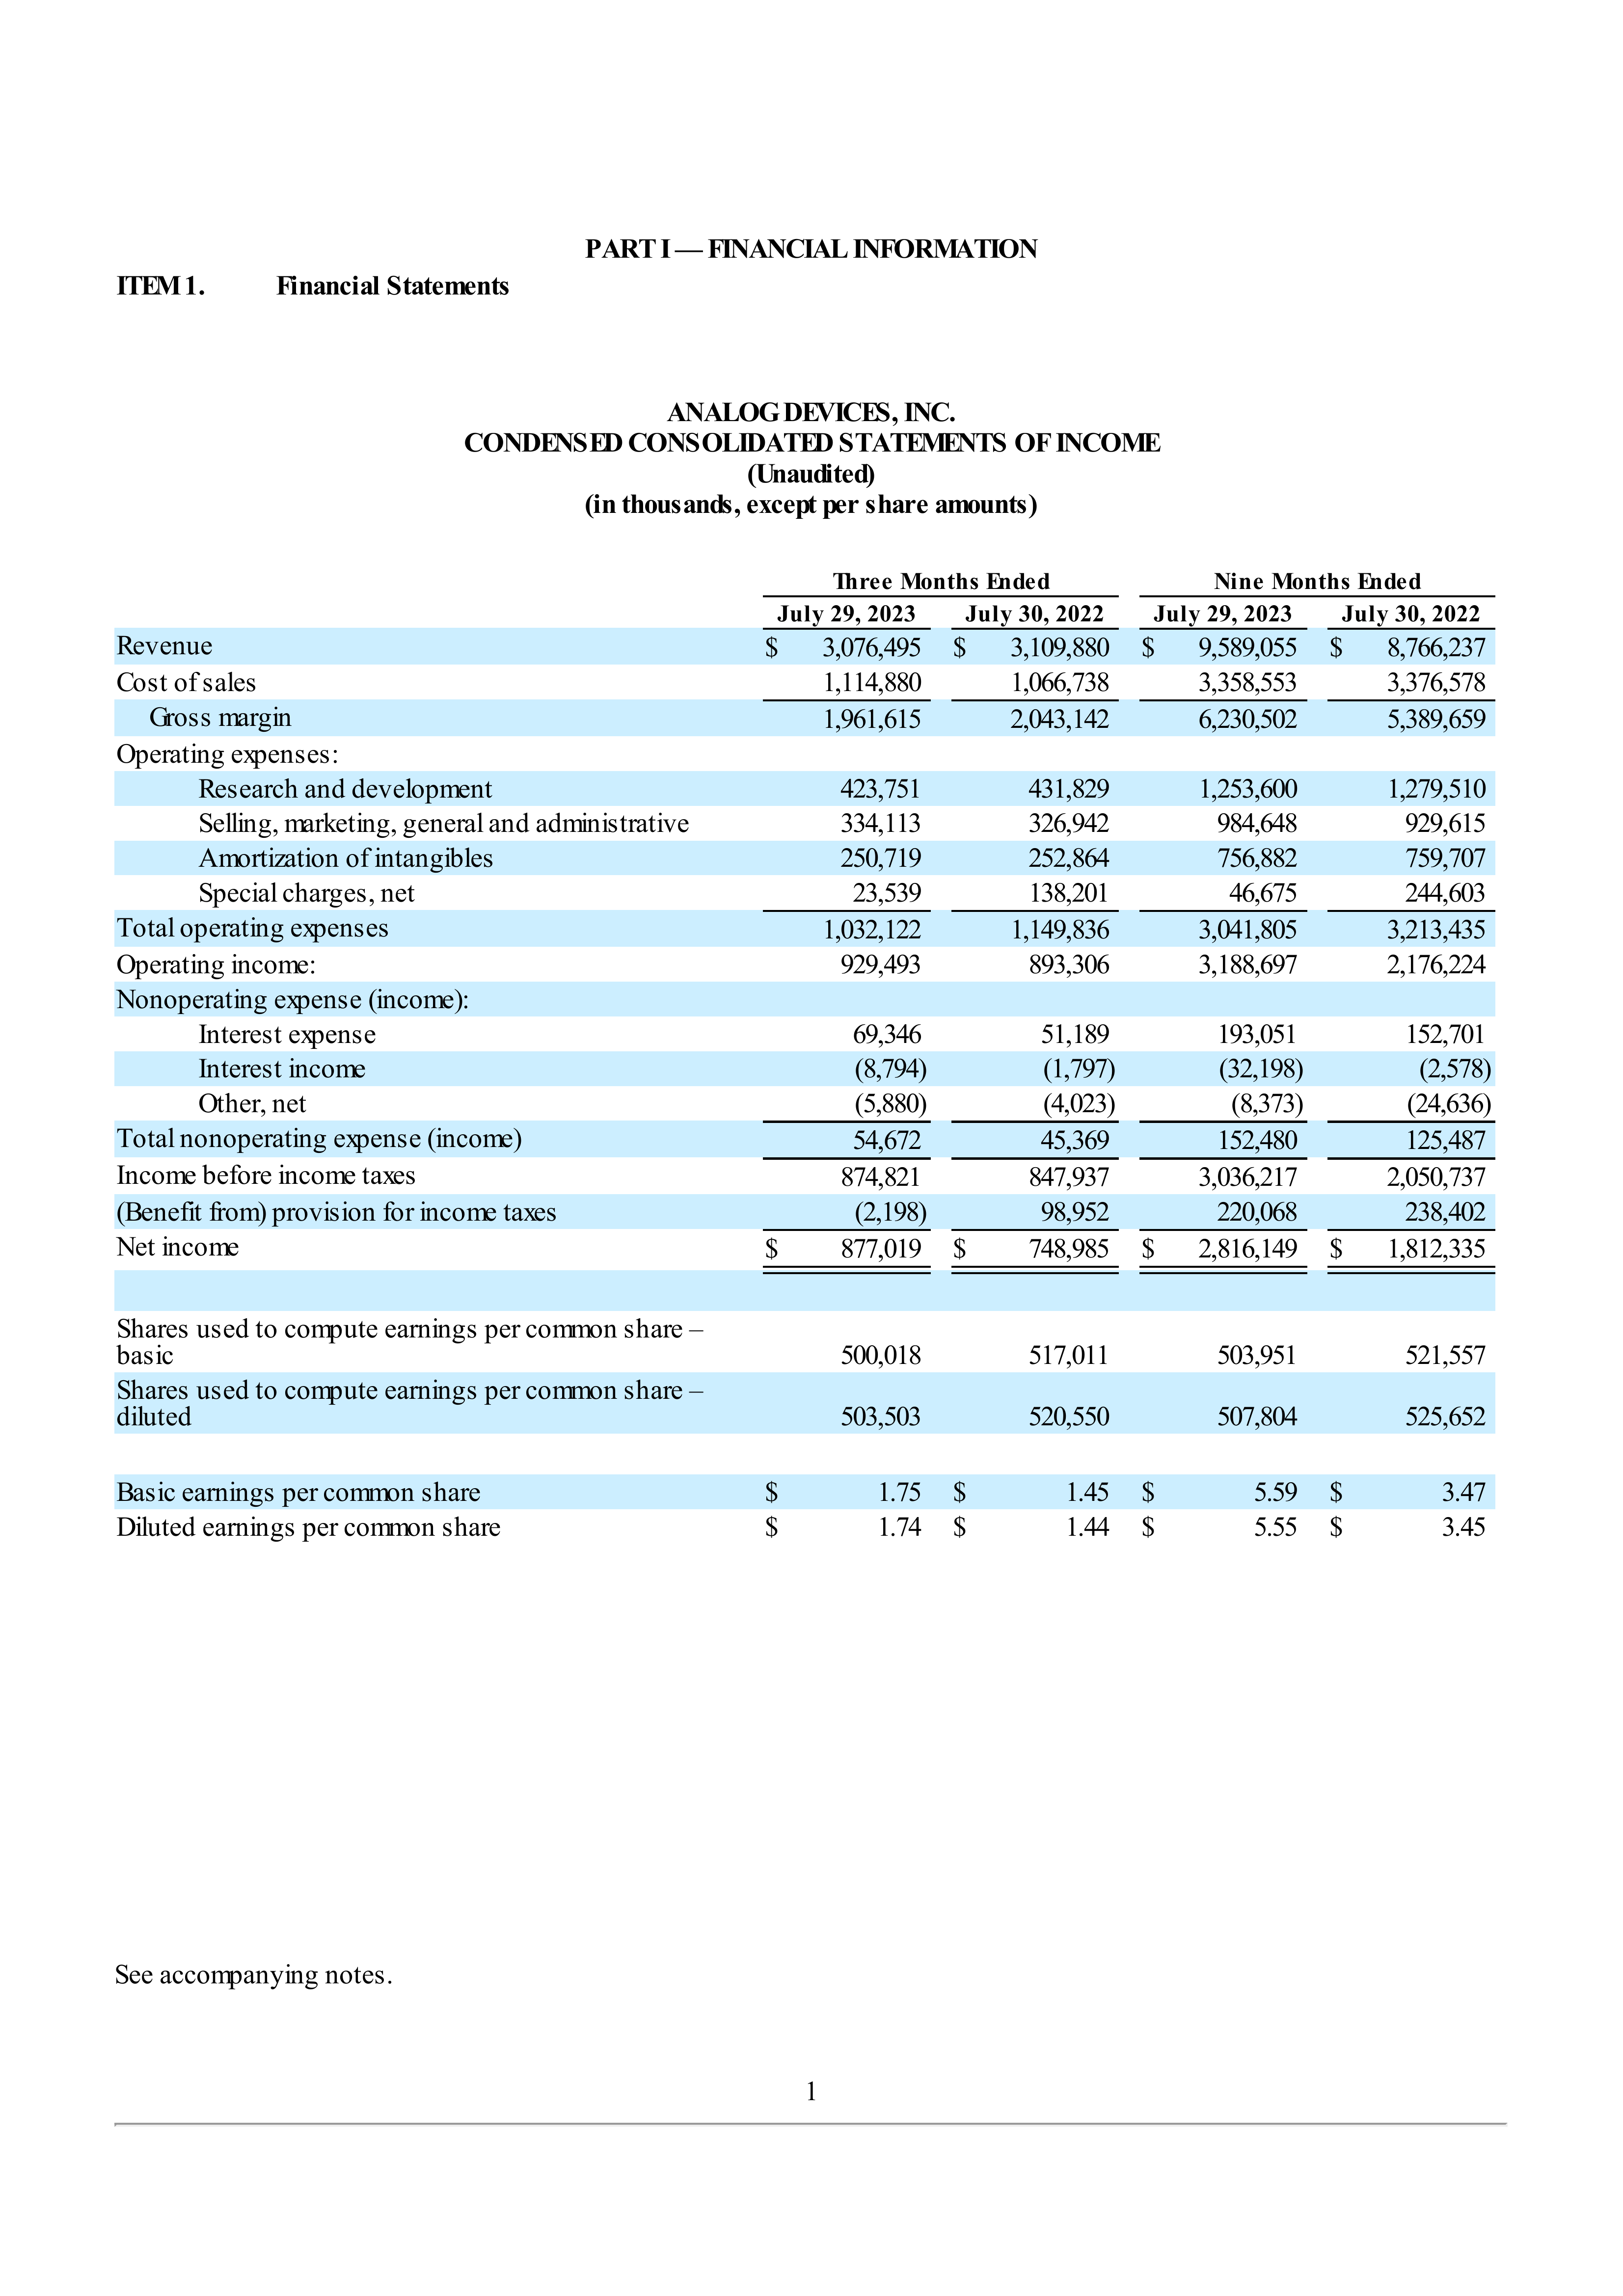 PART I — FINANCIAL INFORMATION
ITEM 1. Financial Statements
ANALOG DEVICES, INC.
CONDENSED CONSOLIDATED STATEMENTS OF INCOME
(Unaudited)
(in thousands, except per share amounts)
Three Months Ended Nine Months Ended
July 29, 2023 July 30, 2022 July 29, 2023 July 30, 2022
Revenue $ 3,076,495 $ 3,109,880 $ 9,589,055 $ 8,766,237
Cost of sales 1,114,880 1,066,738 3,358,553 3,376,578
Gross margin 1,961,615 2,043,142 6,230,502 5,389,659
Operating expenses:
Research and development 423,751 431,829 1,253,600 1,279,510
Selling, marketing, general and administrative 334,113 326,942 984,648 929,615
Amortization of intangibles 250,719 252,864 756,882 759,707
Special charges, net 23,539 138,201 46,675 244,603
Total operating expenses 1,032,122 1,149,836 3,041,805 3,213,435
Operating income: 929,493 893,306 3,188,697 2,176,224
Nonoperating expense (income):
Interest expense 69,346 51,189 193,051 152,701
Interest income (8,794) (1,797) (32,198) (2,578)
Other, net (5,880) (4,023) (8,373) (24,636)
Total nonoperating expense (income) 54,672 45,369 152,480 125,487
Income before income taxes 874,821 847,937 3,036,217 2,050,737
(Benefit from) provision for income taxes (2,198) 98,952 220,068 238,402
Net income $ 877,019 $ 748,985 $ 2,816,149 $ 1,812,335
Shares used to compute earnings per common share –
basic 500,018 517,011 503,951 521,557
Shares used to compute earnings per common share –
diluted 503,503 520,550 507,804 525,652
Basic earnings per common share $ 1.75 $ 1.45 $ 5.59 $ 3.47
Diluted earnings per common share $ 1.74 $ 1.44 $ 5.55 $ 3.45
See accompanying notes.
1